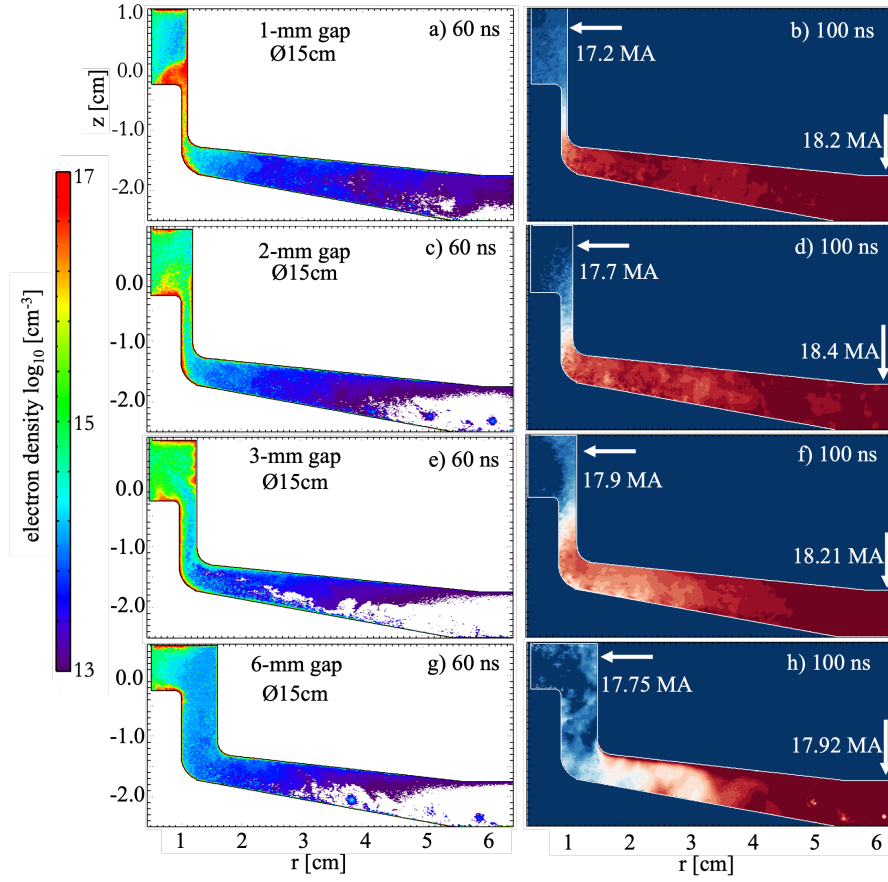 1.0
1-mm gap
Ø15cm
a) 60 ns
b) 100 ns
17.2 MA
0.0
z [cm]
-1.0
18.2 MA
-2.0
17
2-mm gap
Ø15cm
c) 60 ns
d) 100 ns
17.7 MA
0.0
-1.0
18.4 MA
-2.0
electron density log10 [cm-3]
15
3-mm gap
Ø15cm
e) 60 ns
f) 100 ns
17.9 MA
0.0
-1.0
18.21 MA
-2.0
13
6-mm gap
Ø15cm
g) 60 ns
h) 100 ns
17.75 MA
0.0
-1.0
17.92 MA
-2.0
1 2 3 4 5 6
r [cm]
1 2 3 4 5 6
r [cm]